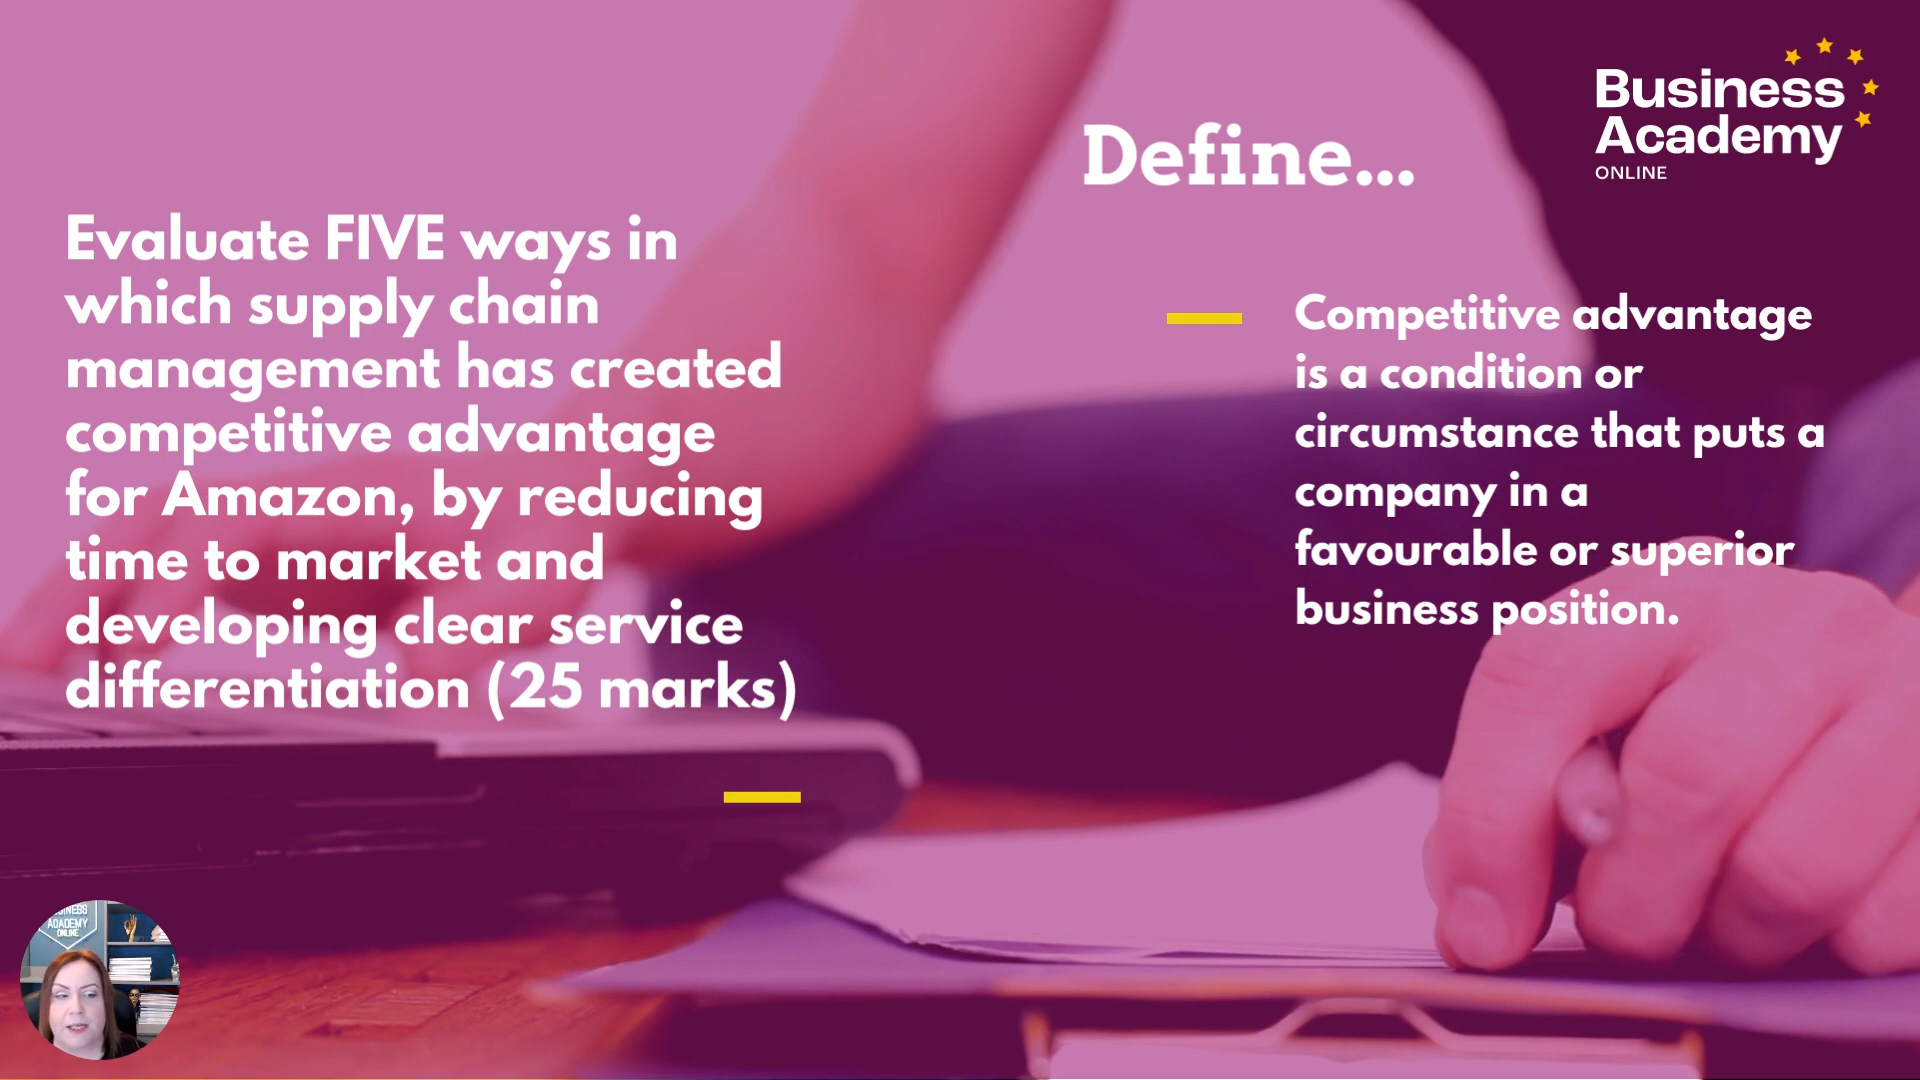 Business
Academy
ONLINE
Define...
Evaluate FIVE ways in
which supply chain
management has created
competitive advantage
for Amazon, by reducing
time to market and
developing clear service
differentiation (25 marks)
Competitive advantage
is a condition or
circumstance that puts a
company in a
favourable or superior
business position.
ACADEMY
ONLINE